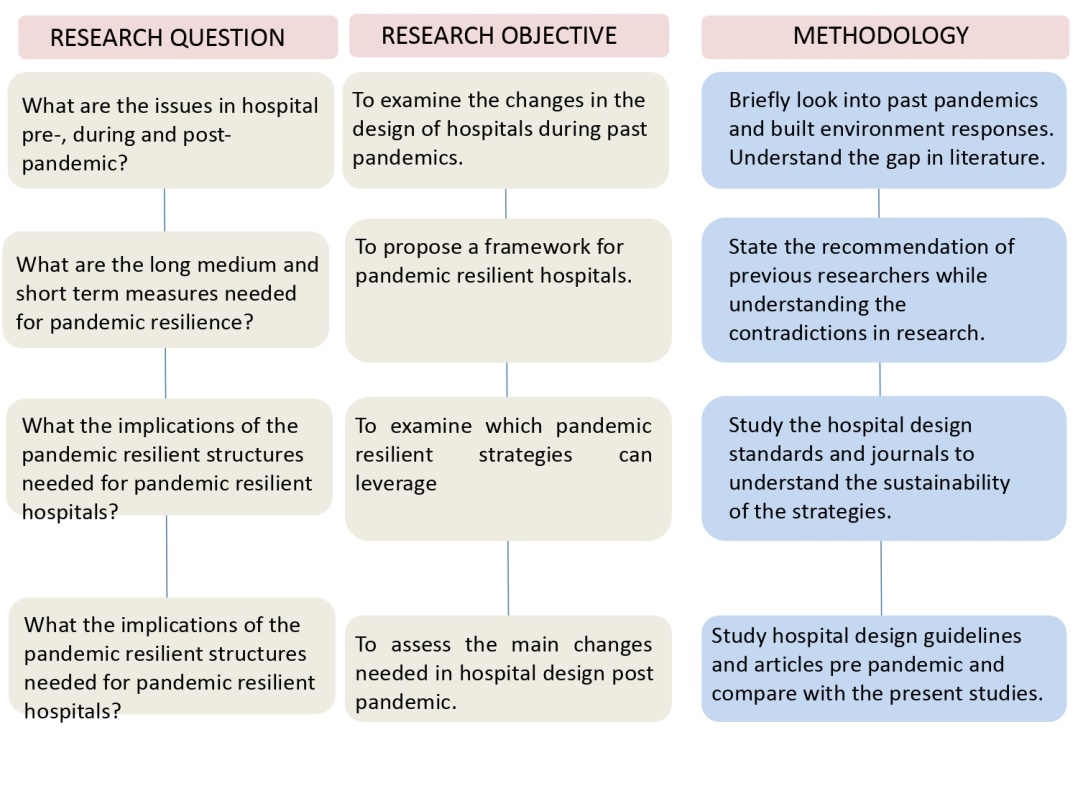 RESEARCH QUESTION
RESEARCH OBJECTIVE
METHODOLOGY
What are the issues in hospital
pre-, during and post-
pandemic?
To examine the changes in the
design of hospitals during past
pandemics.
Briefly look into past pandemics
and built environment responses.
Understand the gap in literature.
What are the long medium and
short term measures needed
for pandemic resilience?
To propose a framework for
pandemic resilient hospitals.
State the recommendation of
previous researchers while
understanding the
contradictions in research.
What the implications of the
pandemic resilient structures
needed for pandemic resilient
hospitals?
To examine which pandemic
resilient strategies can
leverage
Study the hospital design
standards and journals to
understand the sustainability
of the strategies.
What the implications of the
pandemic resilient structures
needed for pandemic resilient
hospitals?
To assess the main changes
needed in hospital design post
pandemic.
Study hospital design guidelines
and articles pre pandemic and
compare with the present studies.